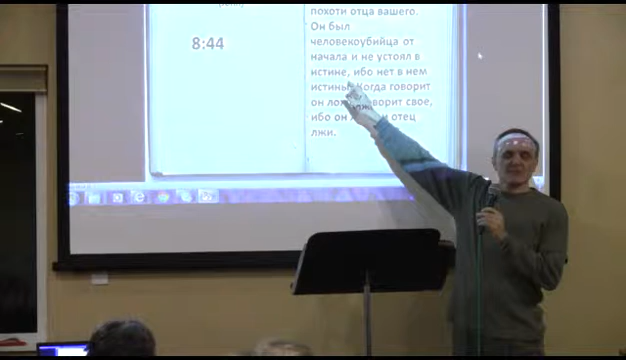 похоти отца вашего.
Он был
8:44
человекоубийца от
начала и не устоял в
истине, ибо нет в нем
истины. Когда говорит
он говорит свое,
ибо он и отец
лжи.